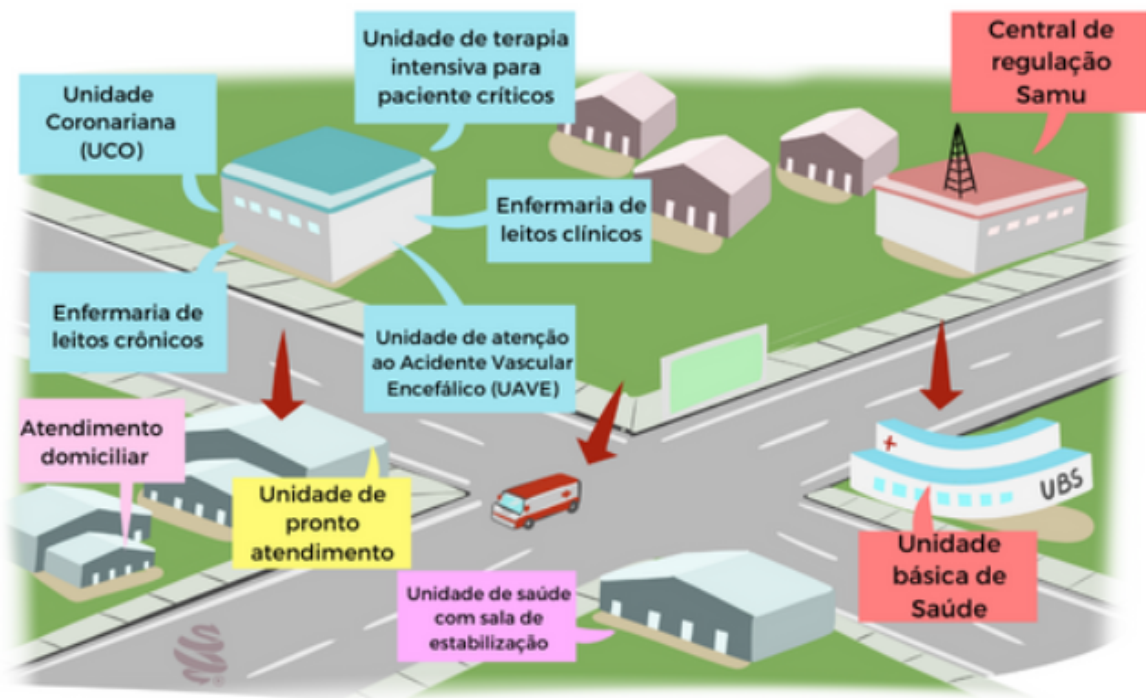 Unidade de terapia
intensiva para
paciente críticos
Central de
regulação
Samu
Unidade
Coronariana
(UCO)
Enfermaria de
leitos clínicos
Enfermaria de
leitos crônicos
Unidade de atenção
ao Acidente Vascular
Encefálico (UAVE)
Atendimento
domiciliar
Unidade de
pronto
atendimento
UBS
Unidade
básica de
Saúde
Unidade de saúde
com sala de
estabilização